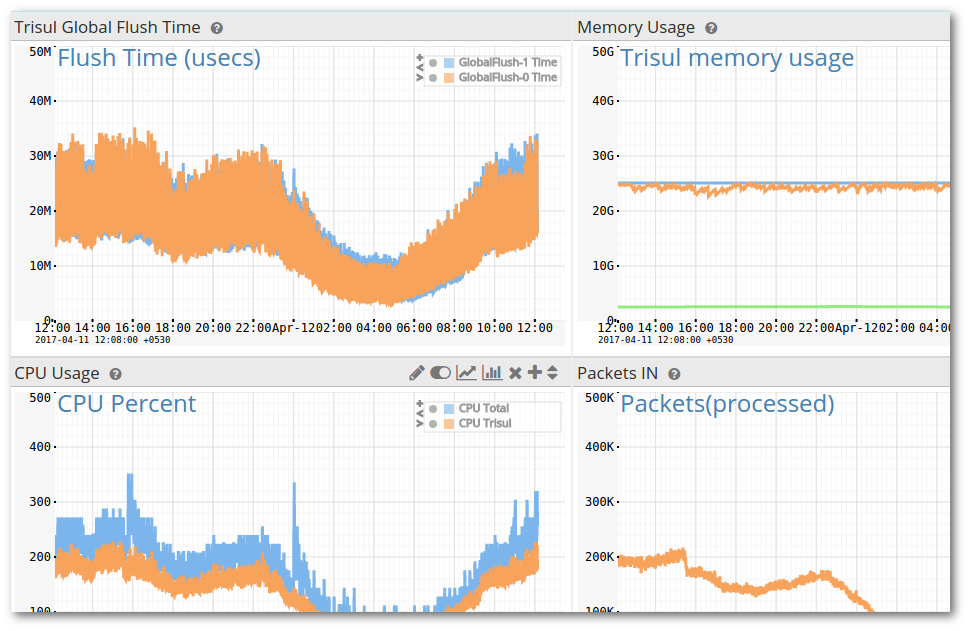 Trisul Global Flush Time ?
Memory Usage ?
50M
Flush Time (usecs)
GlobalFlush-1 Time
GlobalFlush-0 Time
40M
30M
20M
10M
0
12:00 14:00 16:00 18:00 20:00 22:00 Apr-12 02:00 04:00 06:00 08:00 10:00 12:00
2017-04-11 12:08:00 +0530
50G
Trisul memory usage
40G
30G
20G
10G
0
12:00 14:00 16:00 18:00 20:00 22:00 Apr-12 02:00 04:00
2017-04-11 12:08:00 +0530
CPU Usage ?
Packets IN ?
500
CPU Percent
CPU Total
CPU Trisul
400
300
200
100
500K
Packets(processed)
400K
300K
200K
100K